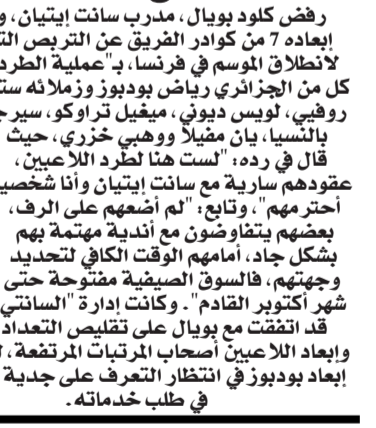 رفض كلود بويال، مدرب سانت إيتيان، و
إبعاده 7 من كوادر الفريق عن التربص الت
لانطلاق الموسم في فرنسا، بـ"عملية الطرد
كل من الجزائري رياض بودبوز وزملائه ست
روفيي، لويس ديوني، ميغيل تراوكو، سيرج
بالنسيا، يان مفيلا ووهبي خزري، حيث
قال في رده: "لست هنا لطرد اللاعبين،
عقودهم سارية مع سانت إيتيان وأنا شخصيا
أحترمهم"، وتابع: "لم أضعهم على الرف،
بعضهم يتفاوضون مع أندية مهتمة بهم
بشكل جاد، أمامهم الوقت الكافي لتحديد
وجهتهم، فالسوق الصيفية مفتوحة حتى
شهر أكتوبر القادم". وكانت إدارة "السانتي
قد اتفقت مع بويال على تقليص التعداد
وإبعاد اللاعبين أصحاب المرتبات المرتفعة، ل
إبعاد بودبوز في انتظار التعرف على جدية
في طلب خدماته.